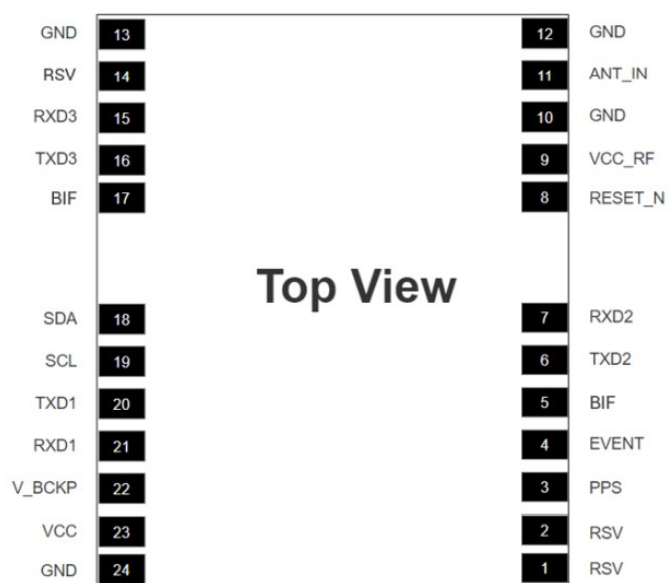 GND 13 12 GND
RSV 14 11 ANT_IN
RXD3 15 10 GND
TXD3 16 9 VCC_RF
BIF 17 8 RESET_N
Top View
SDA 18 7 RXD2
SCL 19 6 TXD2
TXD1 20 5 BIF
RXD1 21 4 EVENT
V_BCKP 22 3 PPS
VCC 23 2 RSV
GND 24 1 RSV